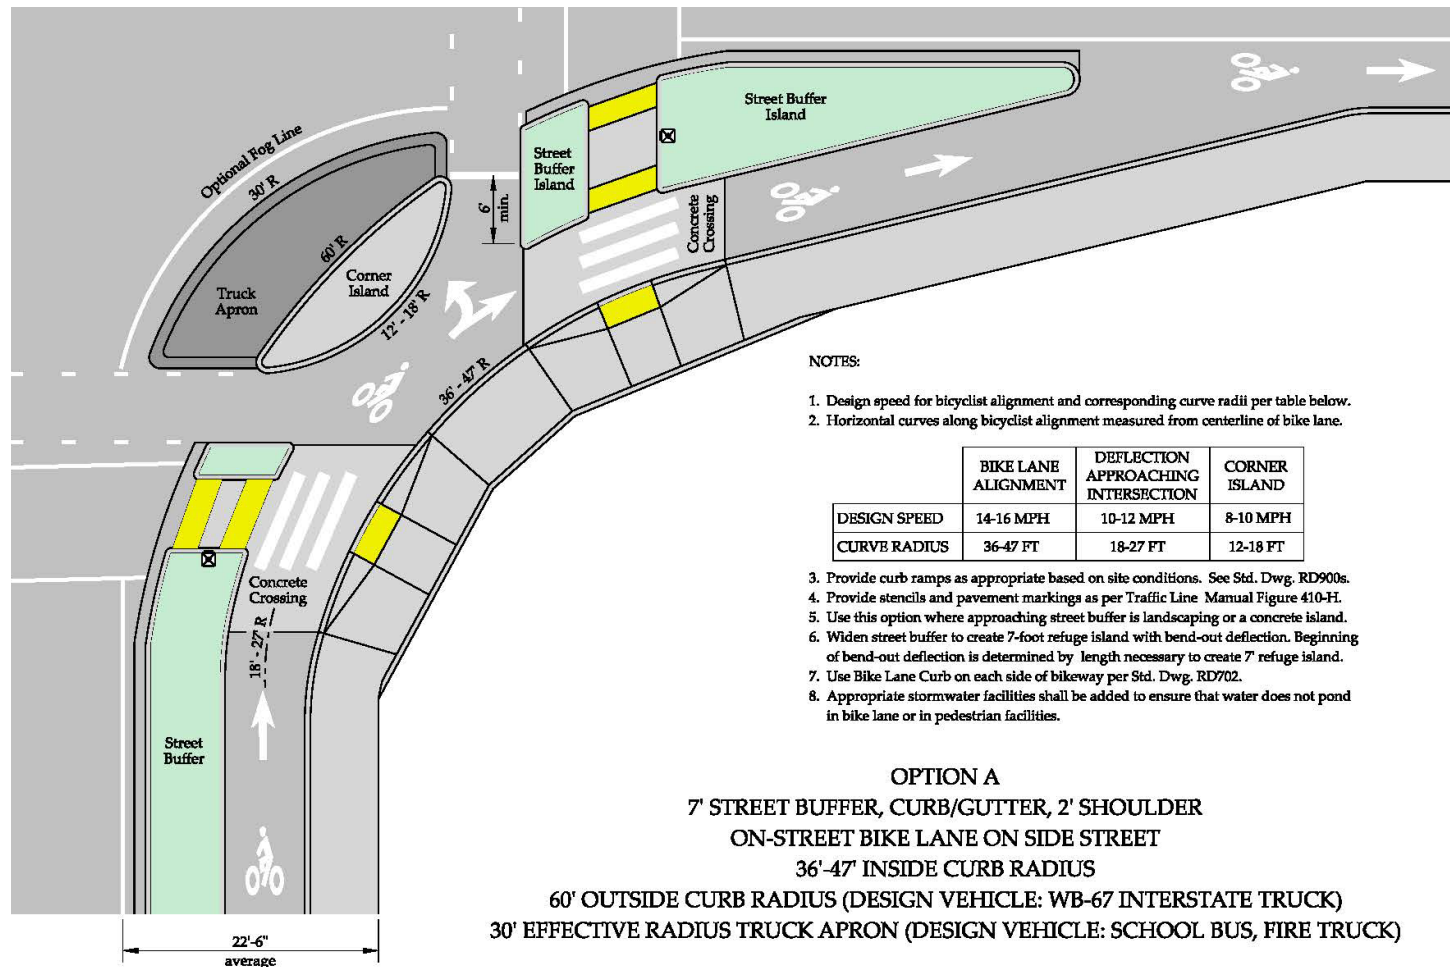 Optional Fog Line
30' R
60' R
Truck
Apron
Corner
Island
12' - 18' R
36' - 47' R
Street
Buffer
Island
6'
min.
Street Buffer
Island
Concrete
Crossing
Concrete
Crossing
18' - 27' R
Street
Buffer
22'-6"
average
NOTES:
1. Design speed for bicyclist alignment and corresponding curve radii per table below.
2. Horizontal curves along bicyclist alignment measured from centerline of bike lane.
BIKE LANE
ALIGNMENT
DEFLECTION
APPROACHING
INTERSECTION
CORNER
ISLAND
DESIGN SPEED 14-16 MPH 10-12 MPH 8-10 MPH
CURVE RADIUS 36-47 FT 18-27 FT 12-18 FT
3. Provide curb ramps as appropriate based on site conditions. See Std. Dwg. RD900s.
4. Provide stencils and pavement markings as per Traffic Line Manual Figure 410-H.
5. Use this option where approaching street buffer is landscaping or a concrete island.
6. Widen street buffer to create 7-foot refuge island with bend-out deflection. Beginning
of bend-out deflection is determined by length necessary to create 7' refuge island.
7. Use Bike Lane Curb on each side of bikeway per Std. Dwg. RD702.
8. Appropriate stormwater facilities shall be added to ensure that water does not pond
in bike lane or in pedestrian facilities.
OPTION A
7' STREET BUFFER, CURB/GUTTER, 2' SHOULDER
ON-STREET BIKE LANE ON SIDE STREET
36'-47' INSIDE CURB RADIUS
60' OUTSIDE CURB RADIUS (DESIGN VEHICLE: WB-67 INTERSTATE TRUCK)
30' EFFECTIVE RADIUS TRUCK APRON (DESIGN VEHICLE: SCHOOL BUS, FIRE TRUCK)